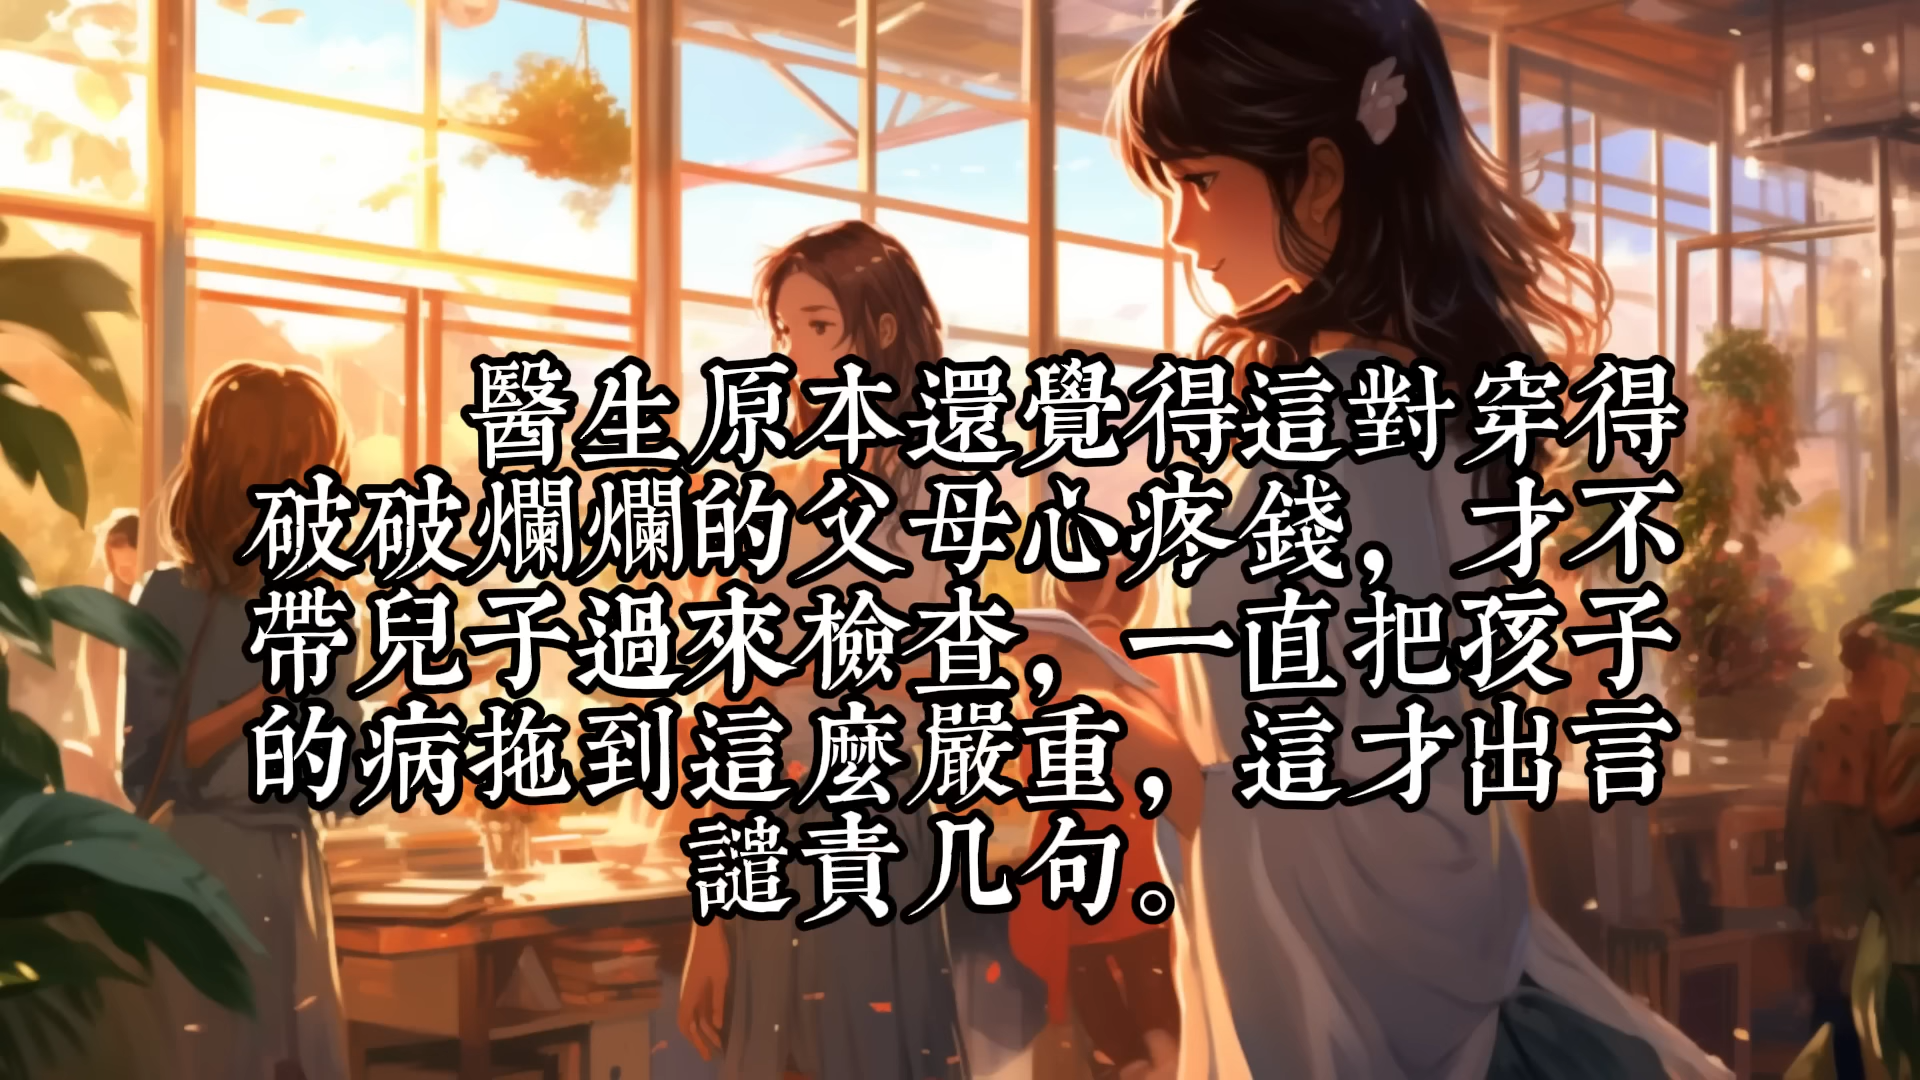 醫生原本還覺得這對穿得
破破爛爛的父母心疼錢，才不
帶兒子過來檢查，一直把孩子
的病拖到這麼嚴重，這才出言
譴責几句。